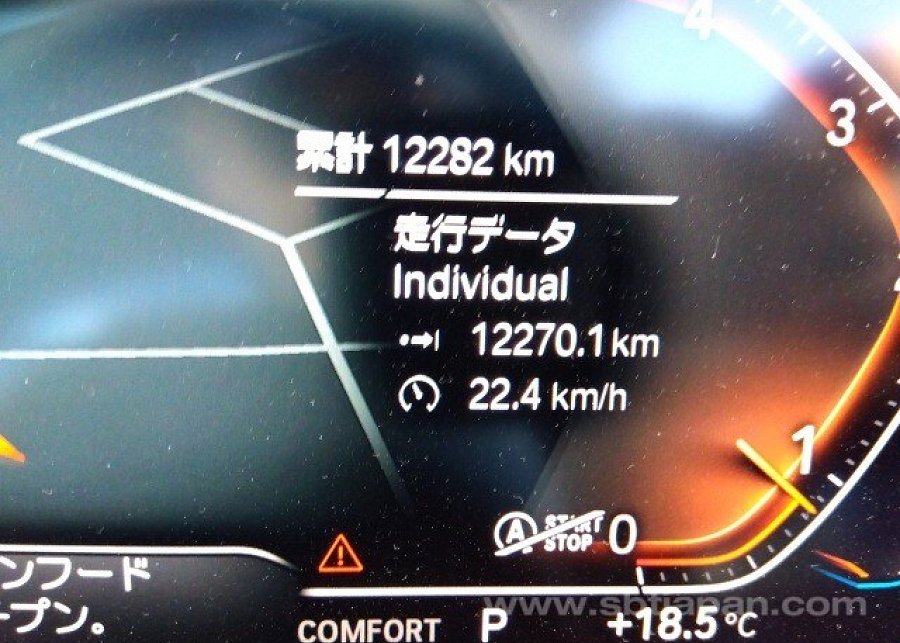 4
3
累計 12282 km
走行データ
Individual
12270.1 km
22.4 km/h
1
A START STOP 0
ンフード
ープン。
www.sbtjapan.com
COMFORT P +18.5°C